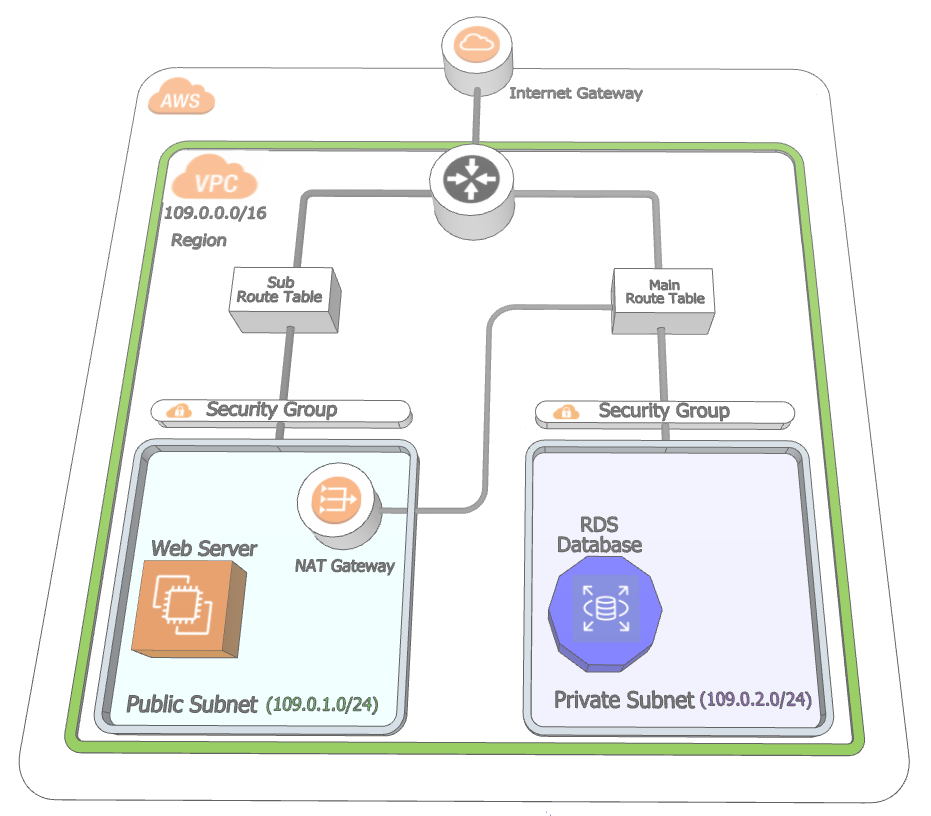 Internet Gateway
AWS
VPC
109.0.0.0/16
Region
Sub
Route Table
Main
Route Table
Security Group
Security Group
Web Server
NAT Gateway
RDS
Database
Public Subnet (109.0.1.0/24)
Private Subnet (109.0.2.0/24)